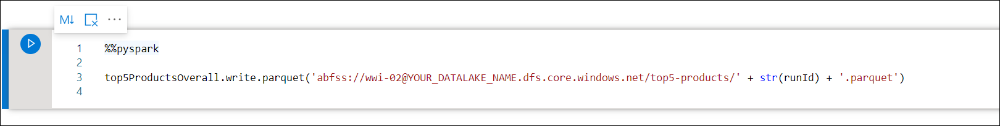 M↓ ...
1 %%pyspark
2
3 top5ProductsOverall.write.parquet('abfss://wwi-02@YOUR_DATALAKE_NAME.dfs.core.windows.net/top5-products/' + str(runId) + '.parquet')
4